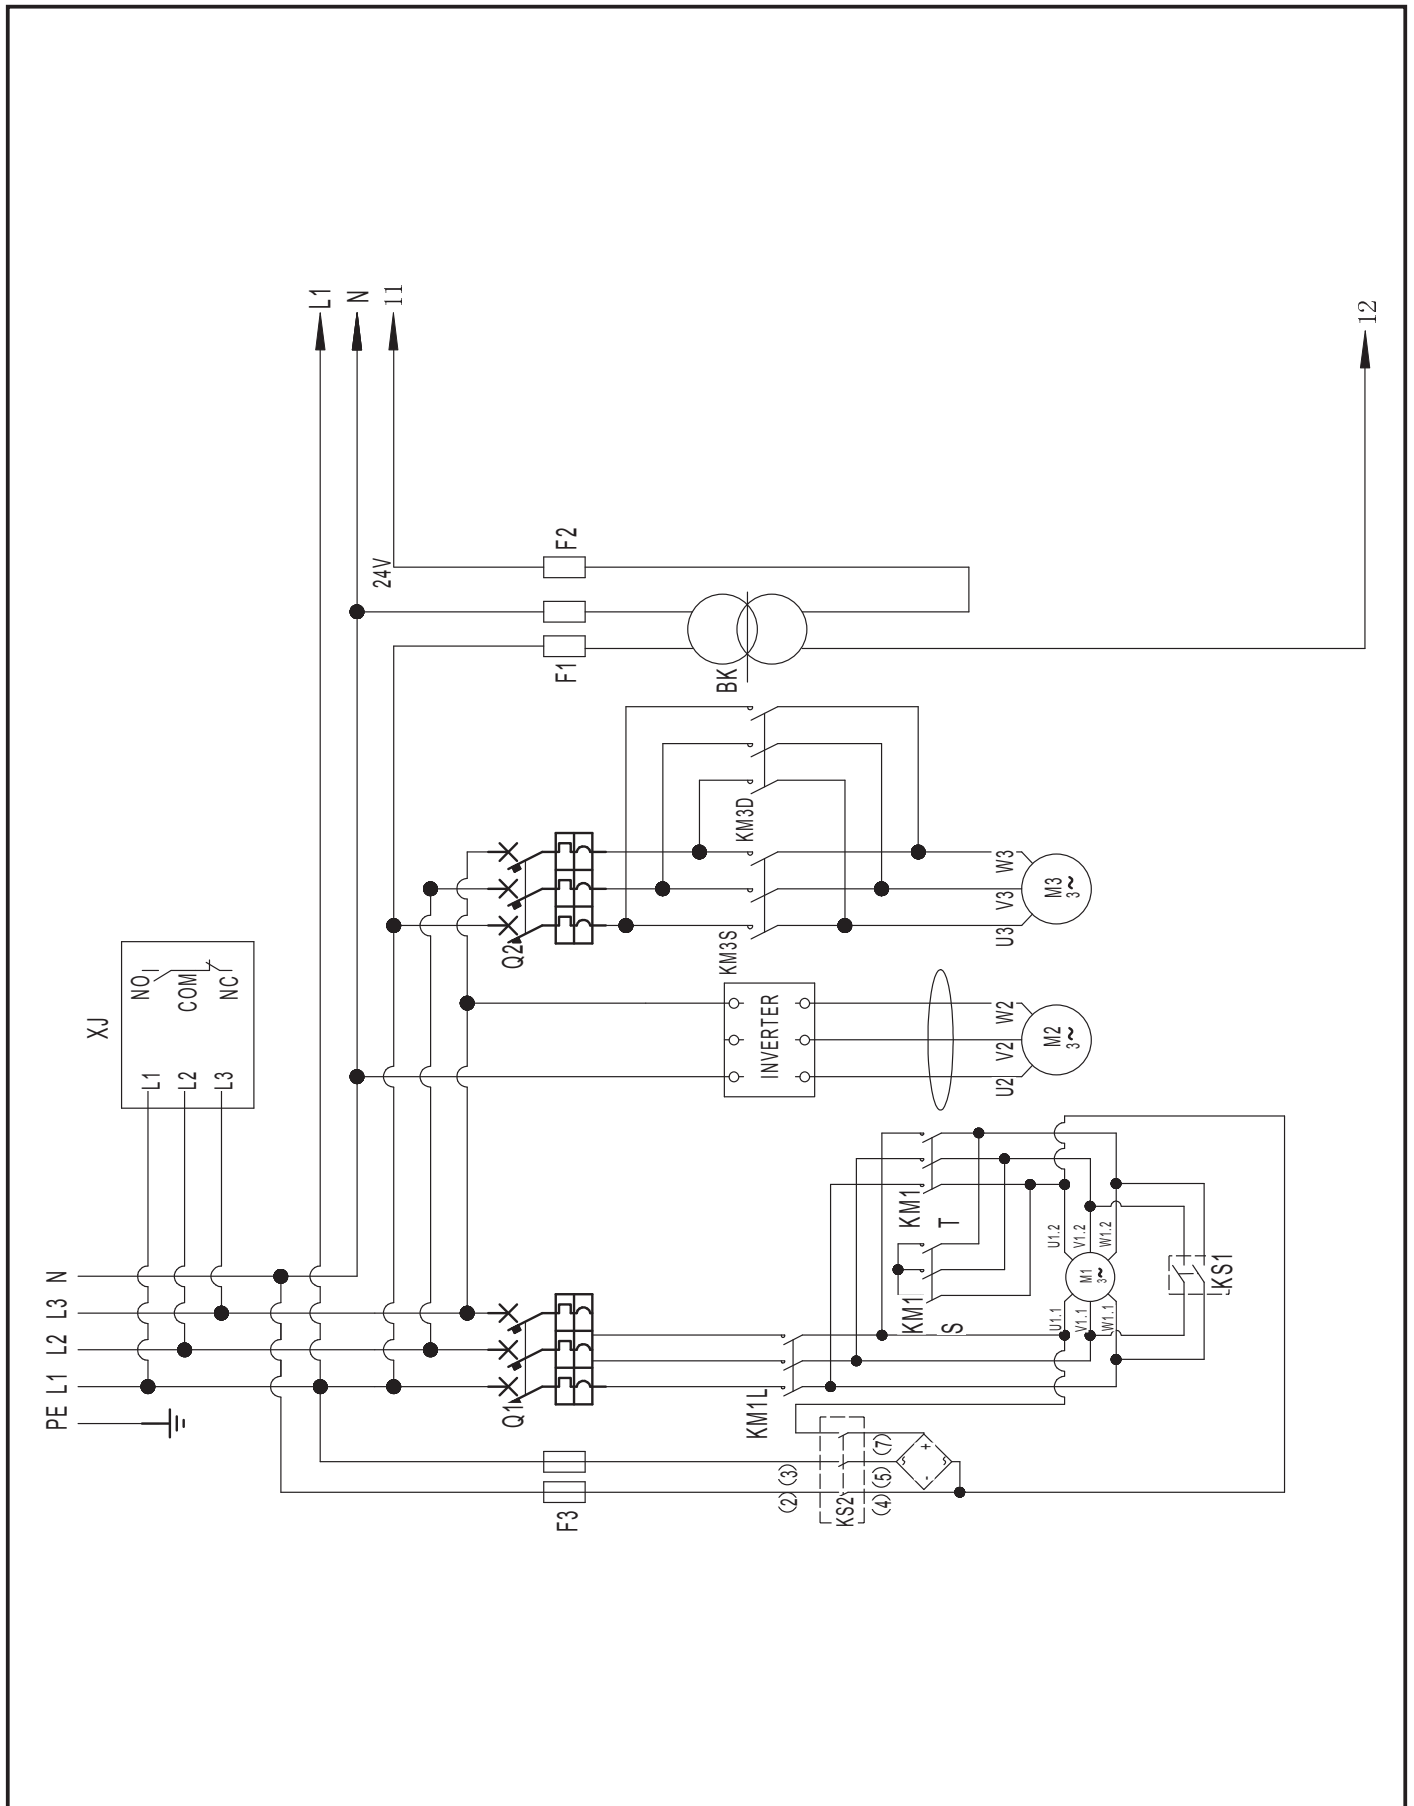 PE
L1
L2
L3
N
XJ
L1
L2
L3
NO
COM
NC
L1
N
11
24V
12
F3
Q1
Q2
F1
F2
BK
KM1L
KM1
S
KM1
T
INVERTER
KM3S
KM3D
(2)
(3)
KS2
(4)
(5)
(7)
~
+
-
~
U1.1
V1.1
W1.1
M1
3~
U1.2
V1.2
W1.2
KS1
U2
V2
W2
M2
3~
U3
V3
W3
M3
3~